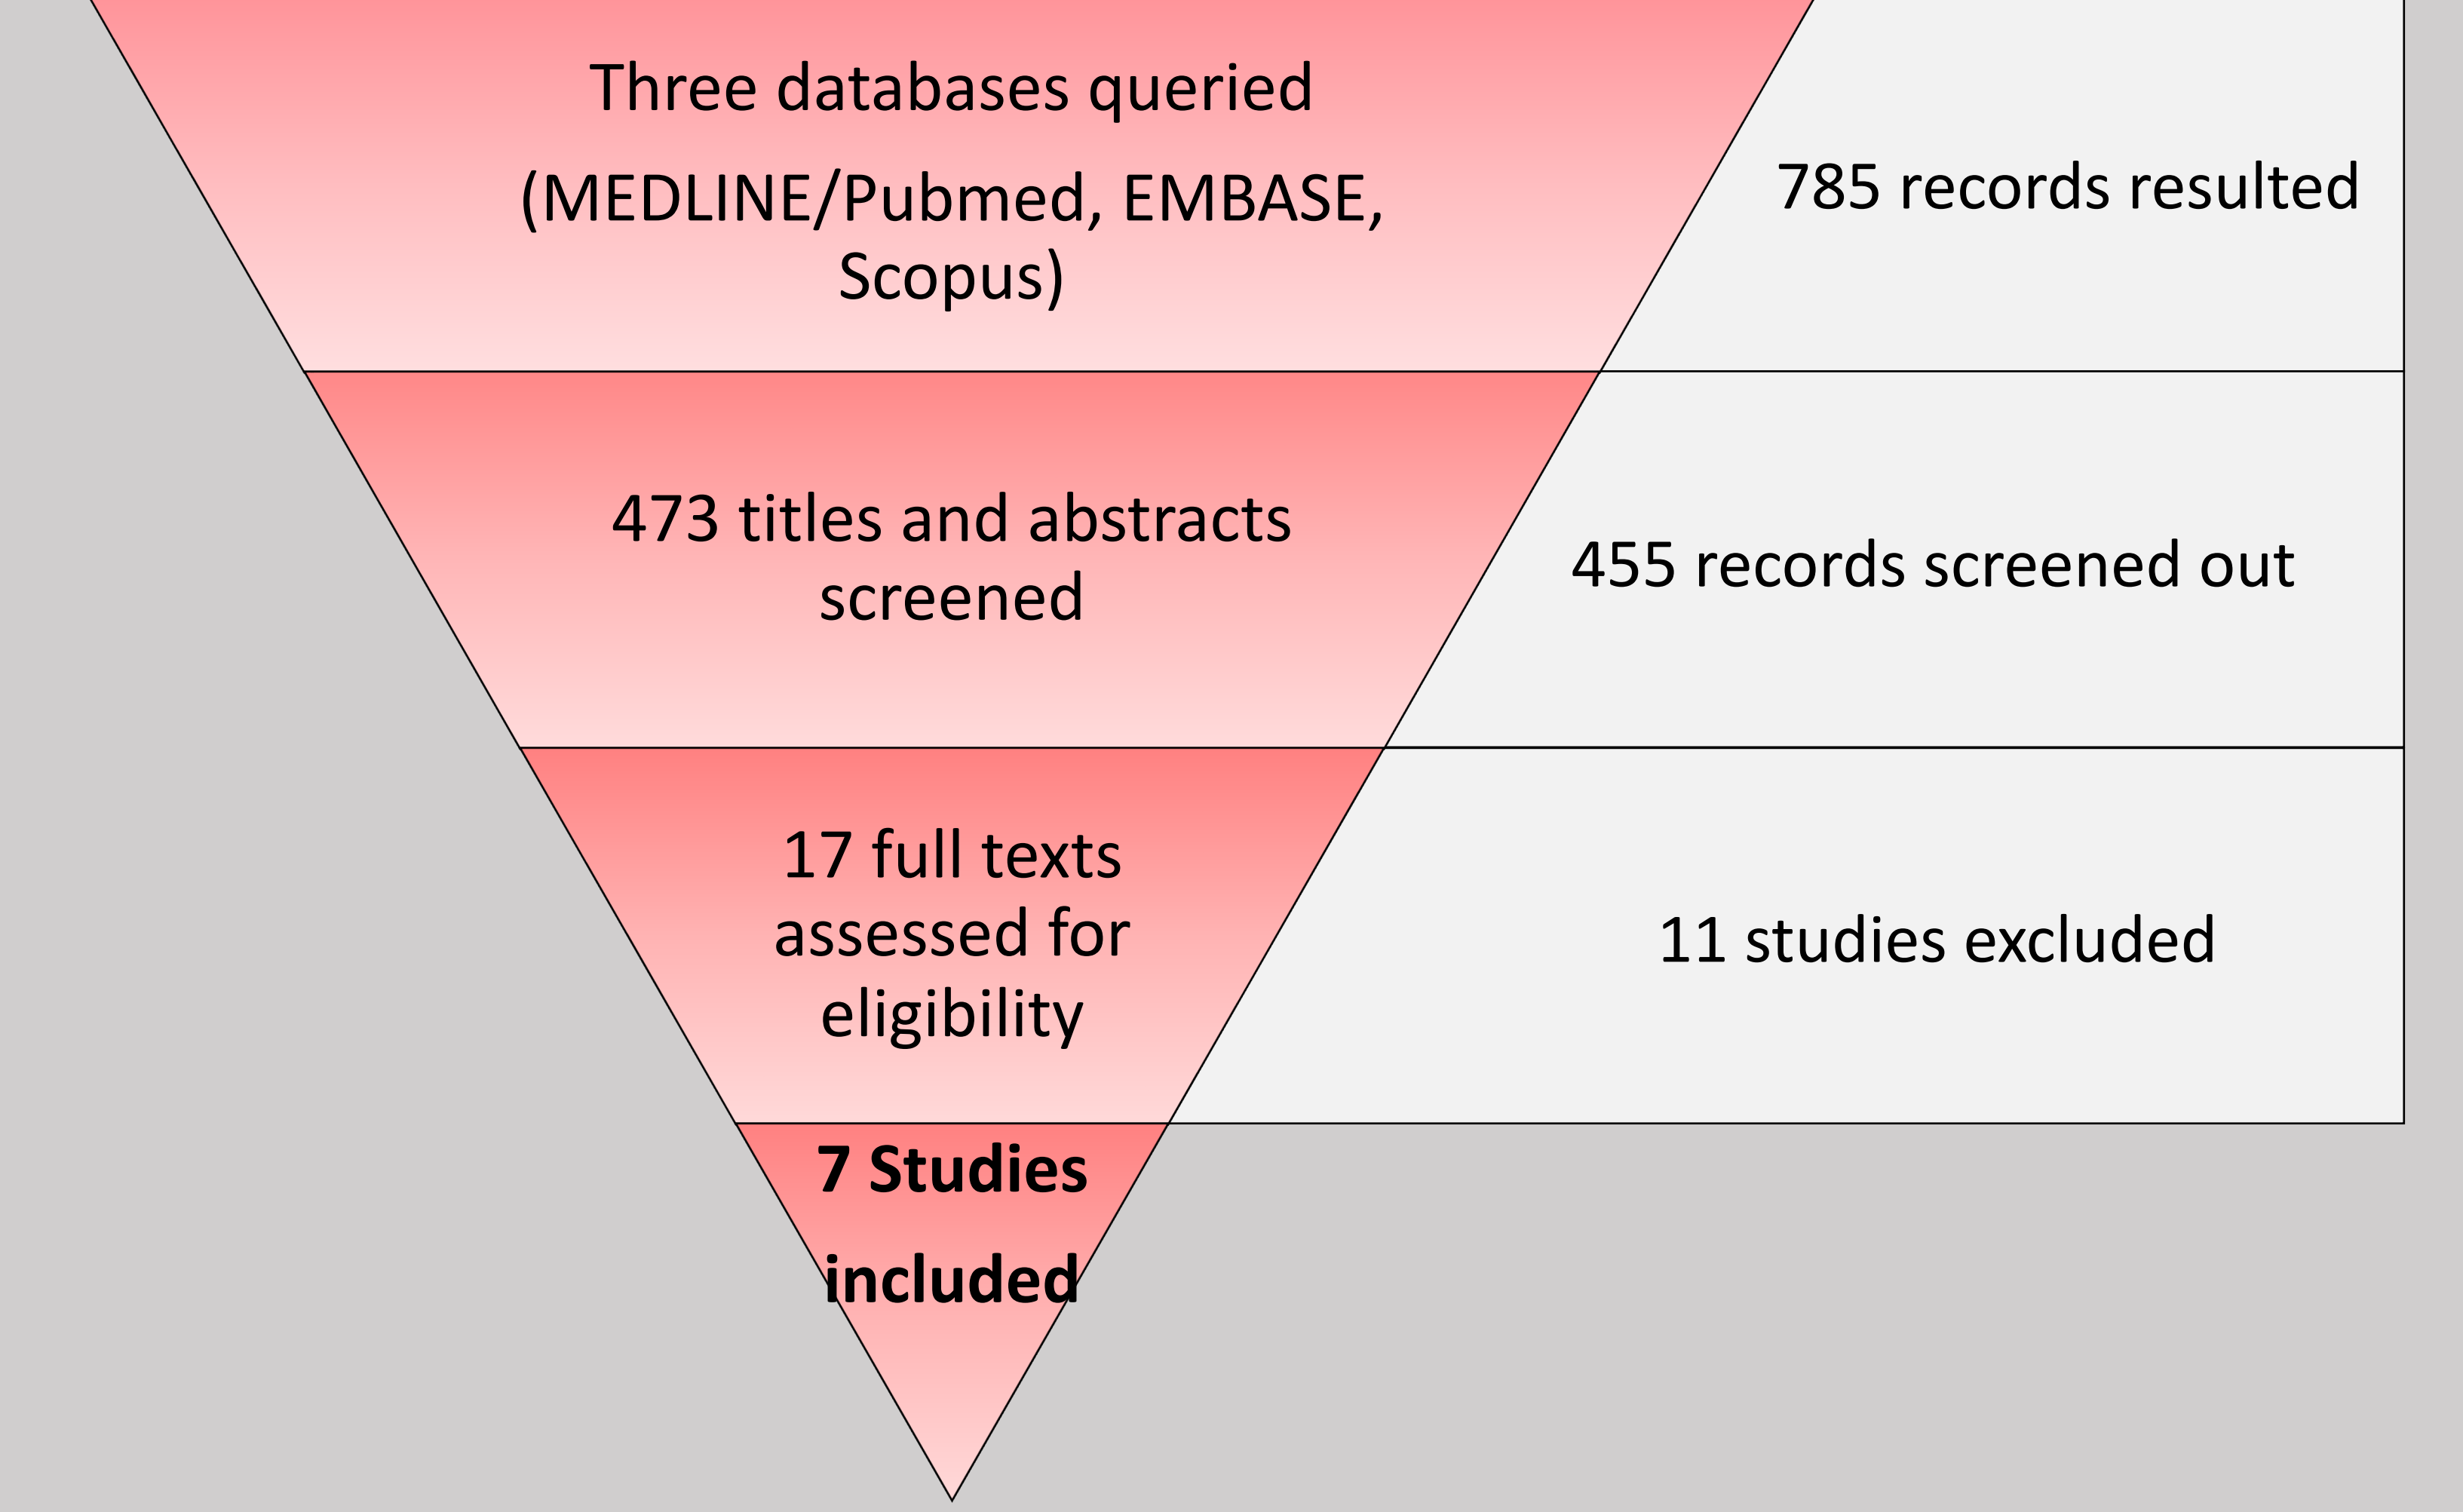 Three databases queried
(MEDLINE/Pubmed, EMBASE,
Scopus)
785 records resulted
473 titles and abstracts
screened
455 records screened out
17 full texts
assessed for
eligibility
11 studies excluded
7 Studies
included